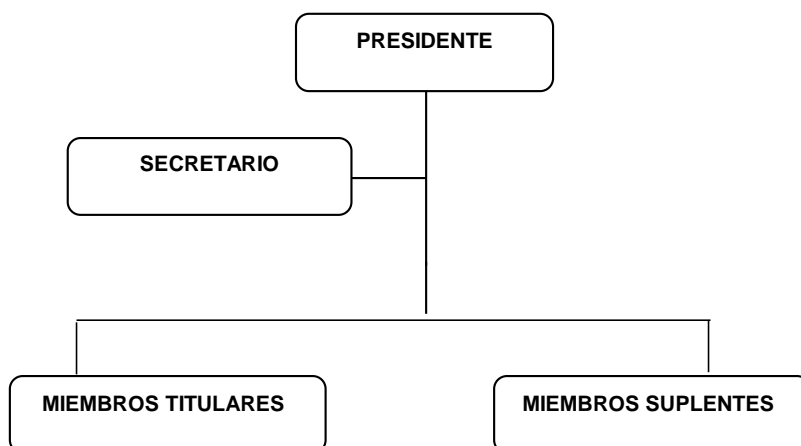 PRESIDENTE
SECRETARIO
MIEMBROS TITULARES
MIEMBROS SUPLENTES